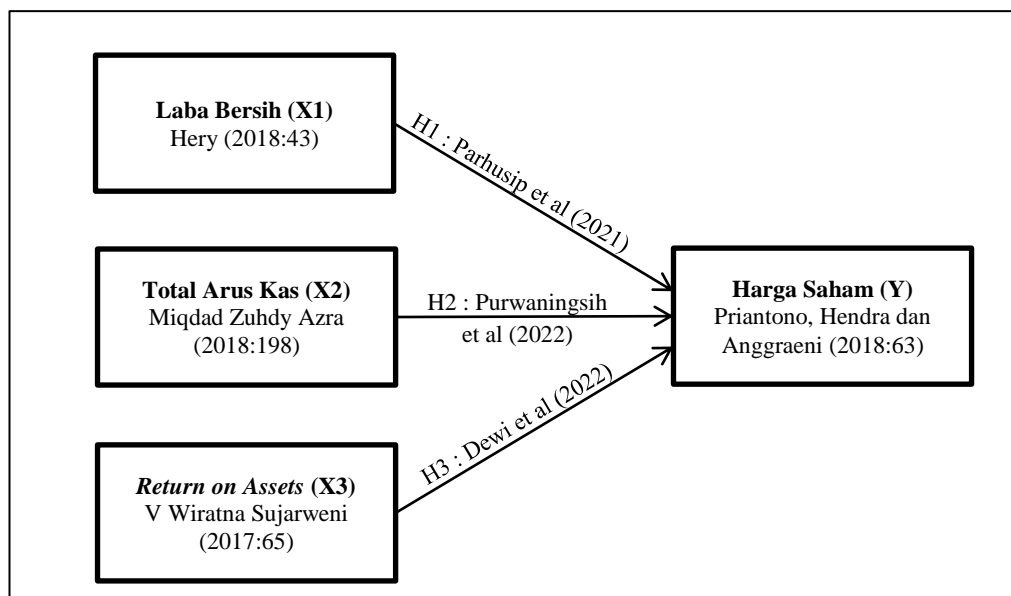 Laba Bersih (X1)
Hery (2018:43)
H1 : Parhusip et al (2021)
Total Arus Kas (X2)
Miqdad Zuhdy Azra
(2018:198)
H2 : Purwaningsih
et al (2022)
Harga Saham (Y)
Priantono, Hendra dan
Anggraeni (2018:63)
Return on Assets (X3)
V Wiratna Sujarweni
(2017:65)
H3 : Dewi et al (2022)